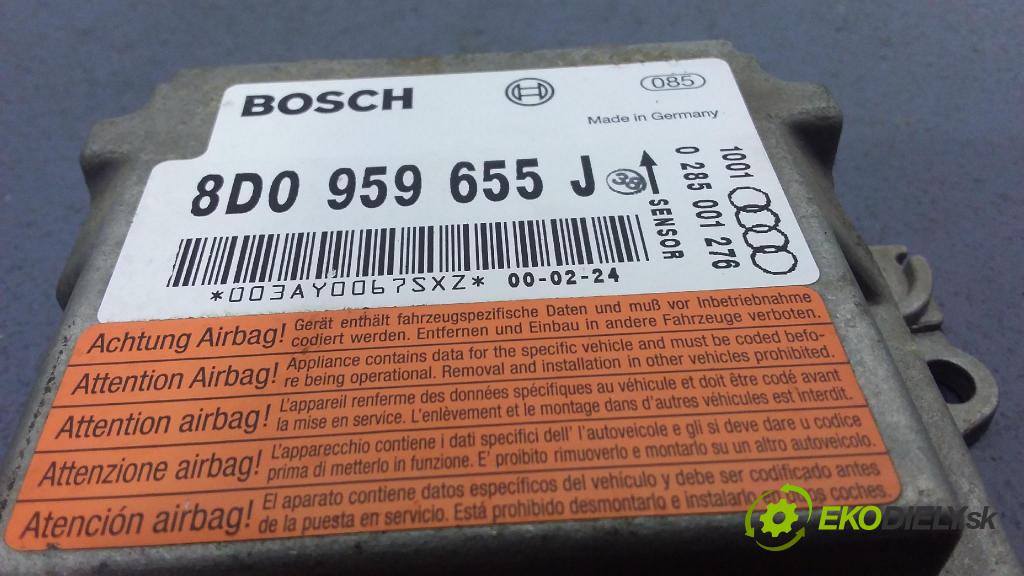 BOSCH
085
Made in Germany
8D0 959 655 J
38
SENSOR
0 285 001 276
1001
*003AY0067SXZ* 00-02-24
Achtung Airbag! Gerät enthält fahrzeugspezifische Daten und muß vor Inbetriebnahme
codiert werden. Entfernen und Einbau in andere Fahrzeuge verboten.
Attention Airbag! Appliance contains data for the specific vehicle and must be coded befo-
re being operational. Removal and installation in other vehicles prohibited.
Attention airbag! L'appareil renferme des données spécifiques au véhicule et doit être codé avant
la mise en service. L'enlèvement et le montage dans d'autres véhicules est interdit.
Attenzione airbag! L'apparecchio contiene i dati specifici dell' l'autoveicole e gli si deve dare u codice
prima di metterlo in funzione. E' proibito rimuoverlo e montarlo su un altro autoveicolo.
Atención airbag! El aparato contiene datos específicos del vehículo y debe ser codificado antes
de la puesta en servicio. Está prohibido desmontarlo e instalarlo en otros coches.
EKODIELY.sk